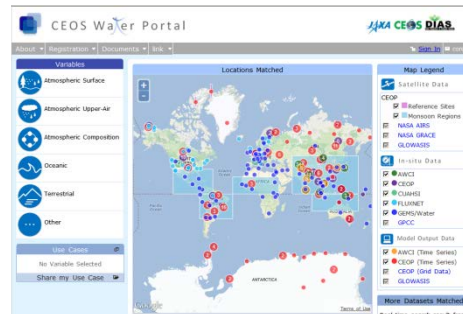 CEOS Water Portal
JAXA CEOS DIAS
About Registration Documents link
Sign In
Variables
Atmospheric Surface
Atmospheric Upper-Air
Atmospheric Composition
Oceanic
Terrestrial
Other
Use Cases
No Variable Selected
Share my Use Case
Locations Matched
+
-
ANTARCTICA
Google
Terms of Use
Map Legend
Satellite Data
CEOP
Reference Sites
Monsoon Regions
NASA AIRS
NASA GRACE
GLOWASIS
In-situ Data
AWCI
CEOP
CUAHSI
FLUXNET
GEMS/Water
GPCC
Model Output Data
AWCI (Time Series)
CEOP (Time Series)
CEOP (Grid Data)
GLOWASIS
More Datasets Matched